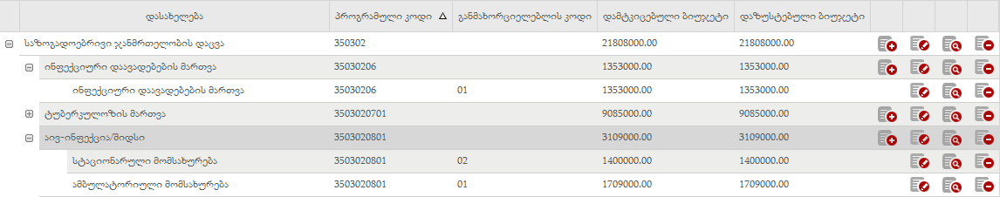 დასახელება პროგრამული კოდი განმახორციელებლის კოდი დამტკიცებული ბიუჯეტი დაზუსტებული ბიუჯეტი
საზოგადოებრივი ჯანმრთელობის დაცვა 350302 21808000.00 21808000.00
ინფექციური დაავადებების მართვა 35030206 1353000.00 1353000.00
ინფექციური დაავადებების მართვა 35030206 01 1353000.00 1353000.00
ტუბერკულოზის მართვა 3503020701 9085000.00 9085000.00
აივ-ინფექცია/შიდსი 3503020801 3109000.00 3109000.00
სტაციონარული მომსახურება 3503020801 02 1400000.00 1400000.00
ამბულატორიული მომსახურება 3503020801 01 1709000.00 1709000.00